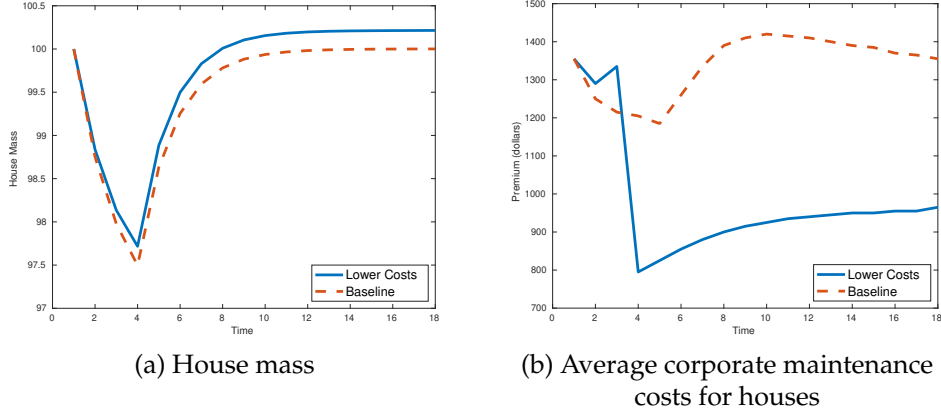 100.5
100
99.5
99
98.5
98
97.5
97
House Mass
0 2 4 6 8 10 12 14 16 18
Time
Lower Costs
Baseline
(a) House mass
1500
1400
1300
1200
1100
1000
900
800
700
Premium (dollars)
0 2 4 6 8 10 12 14 16 18
Time
Lower Costs
Baseline
(b) Average corporate maintenance
costs for houses